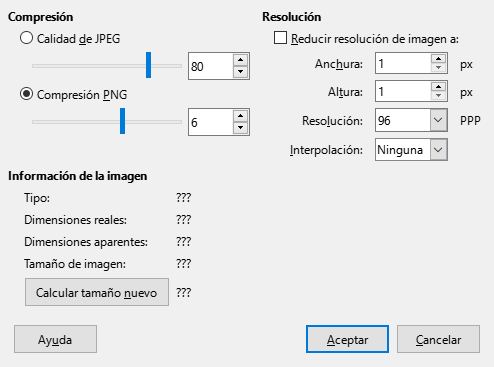 Compresión
Calidad de JPEG
80
Compresión PNG
6
Resolución
Reducir resolución de imagen a:
Anchura: 1 px
Altura: 1 px
Resolución: 96 PPP
Interpolación: Ninguna
Información de la imagen
Tipo: ???
Dimensiones reales: ???
Dimensiones aparentes: ???
Tamaño de imagen: ???
Calcular tamaño nuevo ???
Ayuda Aceptar Cancelar